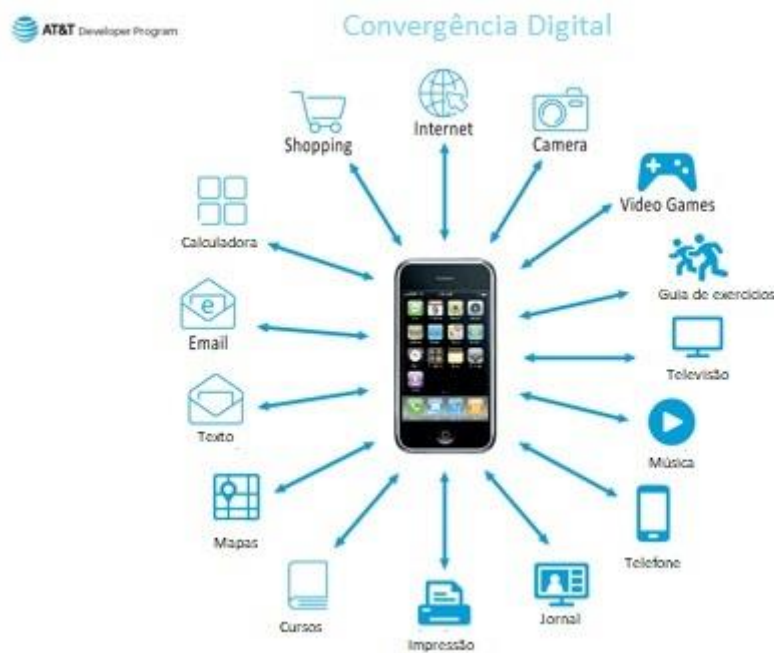 AT&T Developer Program
Convergência Digital
Shopping
Internet
Camera
Video Games
Calculadora
Guia de exercícios
Email
Televisão
Texto
Música
Mapas
Telefone
Cursos
Impressão
Jornal